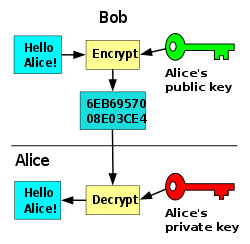 Bob
Hello
Alice!
Encrypt
Alice's
public key
6EB69570
08E03CE4
Alice
Hello
Alice!
Decrypt
Alice's
private key